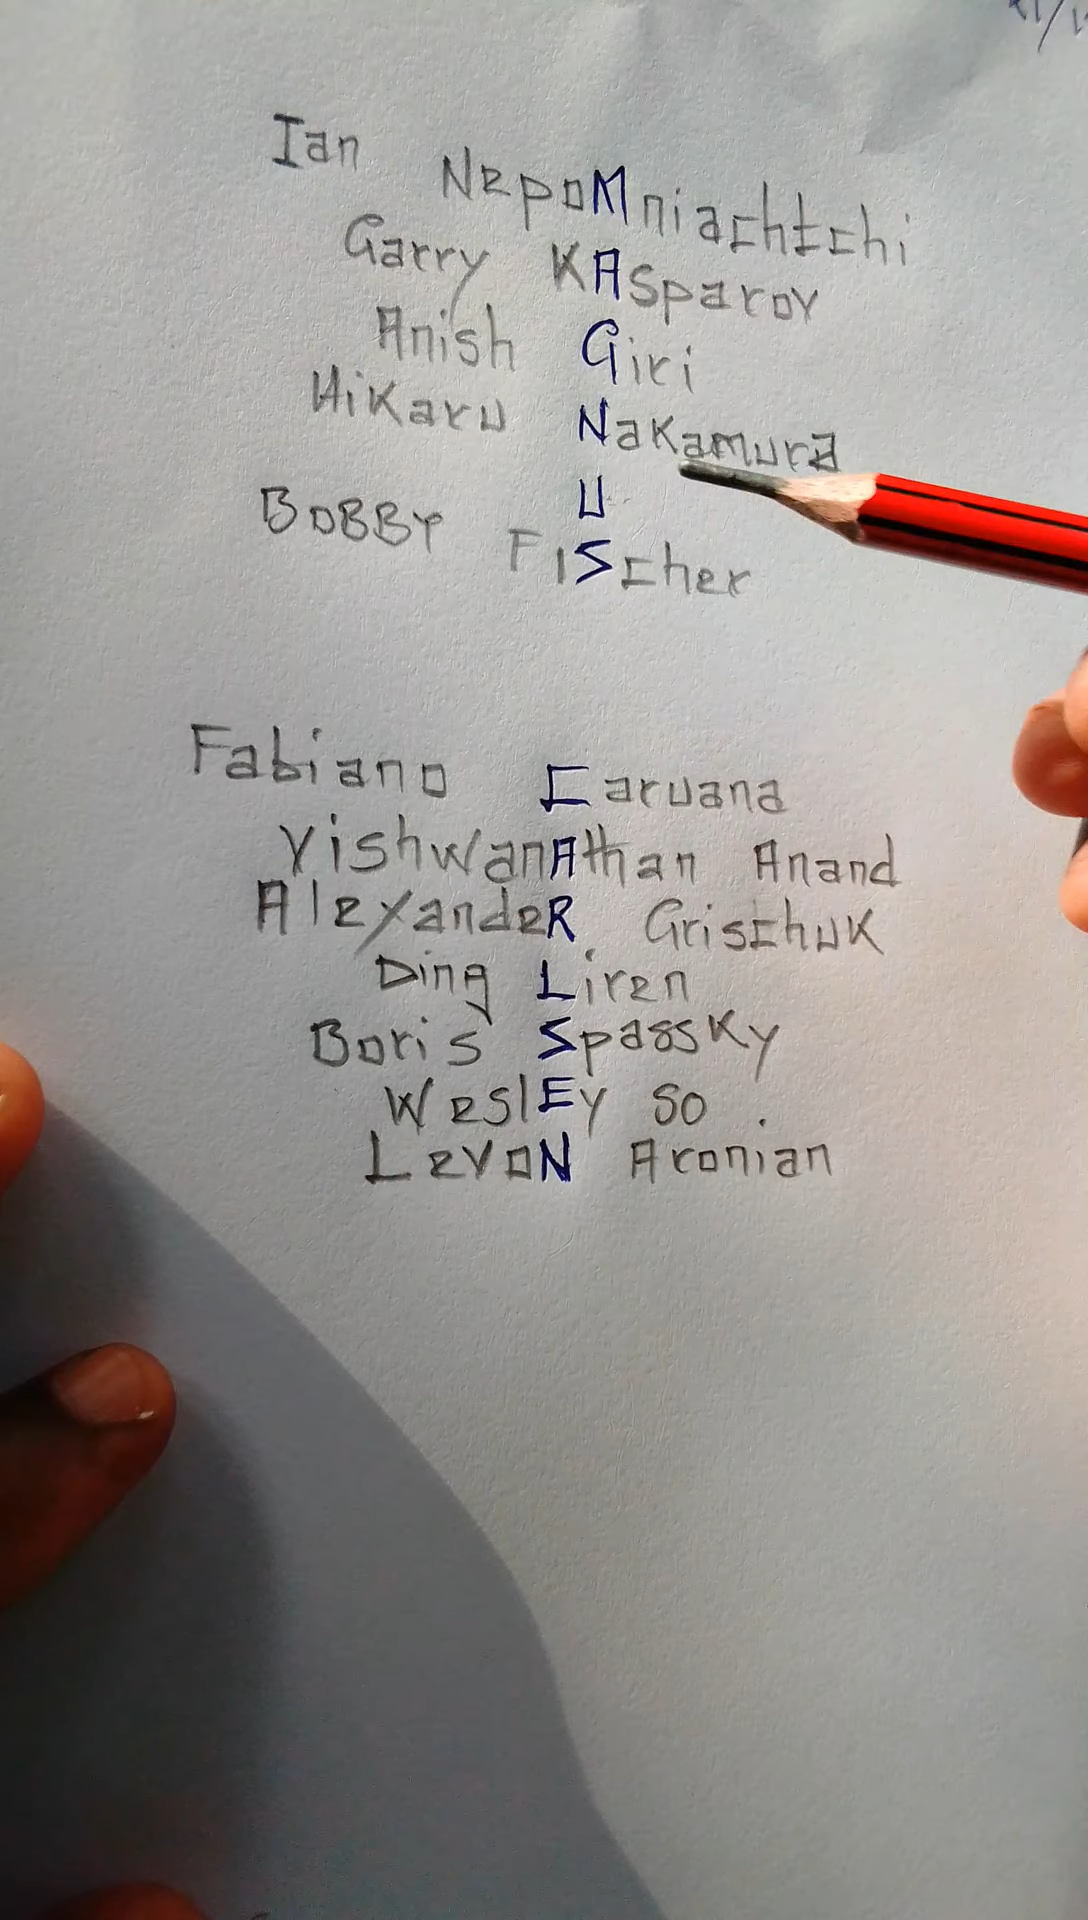 Ian NepoMniachtchi
Garry KAsparov
Anish Giri
Hikaru Nakamura
U
BOBBY FiScher
Fabiano Caruana
VishwanAthan Anand
AlexandeR Grischuk
Ding Liren
Boris Spassky
WeslEy So
LevoN Aronian